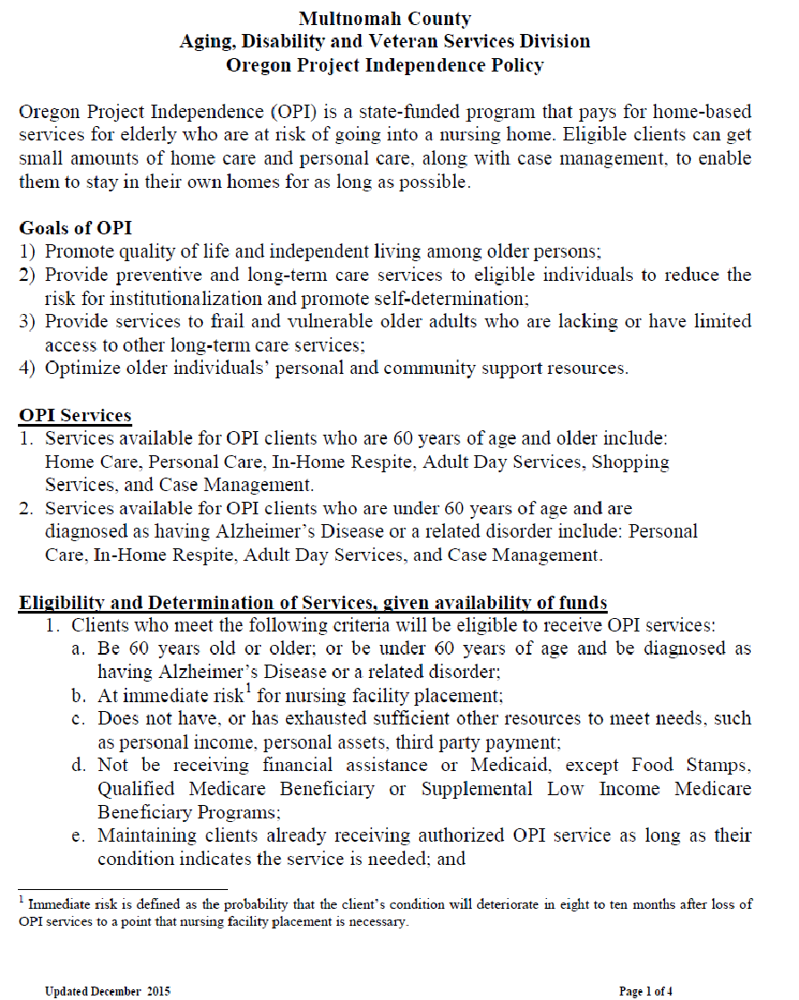 Multnomah County
Aging, Disability and Veteran Services Division
Oregon Project Independence Policy
Oregon Project Independence (OPI) is a state-funded program that pays for home-based
services for elderly who are at risk of going into a nursing home. Eligible clients can get
small amounts of home care and personal care, along with case management, to enable
them to stay in their own homes for as long as possible.
Goals of OPI
1) Promote quality of life and independent living among older persons;
2) Provide preventive and long-term care services to eligible individuals to reduce the
risk for institutionalization and promote self-determination;
3) Provide services to frail and vulnerable older adults who are lacking or have limited
access to other long-term care services;
4) Optimize older individuals' personal and community support resources.
OPI Services
1. Services available for OPI clients who are 60 years of age and older include:
Home Care, Personal Care, In-Home Respite, Adult Day Services, Shopping
Services, and Case Management.
2. Services available for OPI clients who are under 60 years of age and are
diagnosed as having Alzheimer's Disease or a related disorder include: Personal
Care, In-Home Respite, Adult Day Services, and Case Management.
Eligibility and Determination of Services, given availability of funds
1. Clients who meet the following criteria will be eligible to receive OPI services:
a. Be 60 years old or older; or be under 60 years of age and be diagnosed as
having Alzheimer's Disease or a related disorder;
b. At immediate risk1 for nursing facility placement;
c. Does not have, or has exhausted sufficient other resources to meet needs, such
as personal income, personal assets, third party payment;
d. Not be receiving financial assistance or Medicaid, except Food Stamps,
Qualified Medicare Beneficiary or Supplemental Low Income Medicare
Beneficiary Programs;
e. Maintaining clients already receiving authorized OPI service as long as their
condition indicates the service is needed; and
1 Immediate risk is defined as the probability that the client's condition will deteriorate in eight to ten months after loss of
OPI services to a point that nursing facility placement is necessary.
Updated December 2015 Page 1 of 4